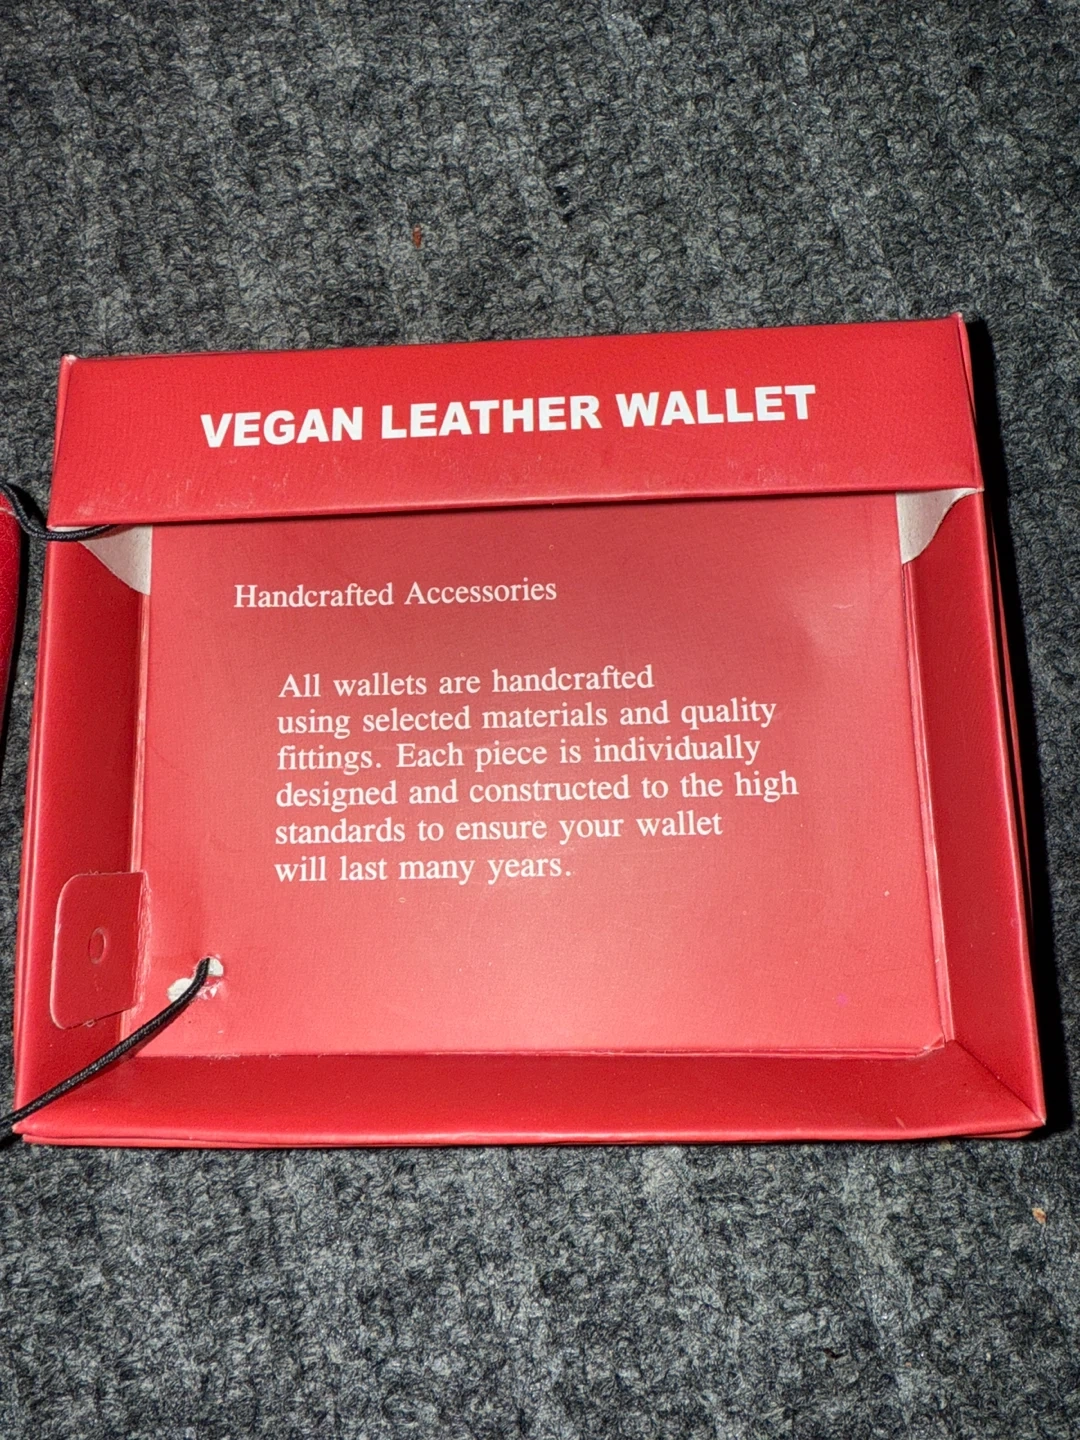 VEGAN LEATHER WALLET
Handcrafted Accessories
All wallets are handcrafted
using selected materials and quality
fittings. Each piece is individually
designed and constructed to the high
standards to ensure your wallet
will last many years.